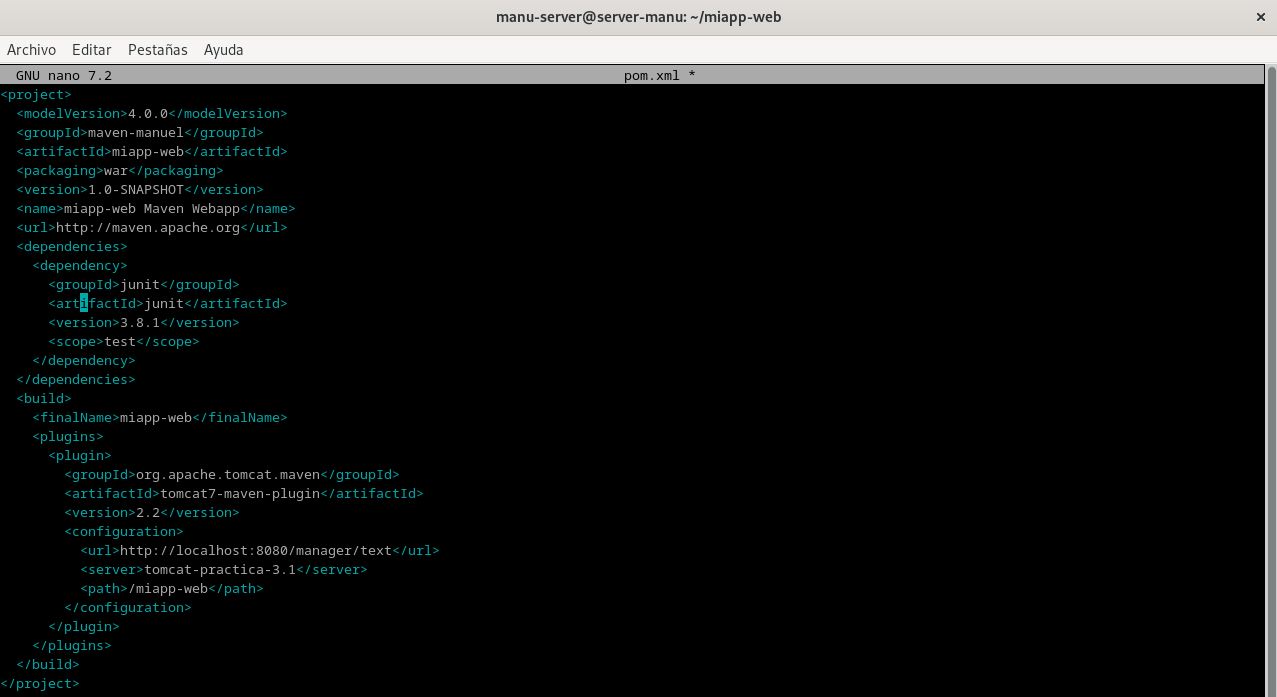 manu-server@server-manu: ~/miapp-web ×
Archivo Editar Pestañas Ayuda
GNU nano 7.2 pom.xml *
<project>
  <modelVersion>4.0.0</modelVersion>
  <groupId>maven-manuel</groupId>
  <artifactId>miapp-web</artifactId>
  <packaging>war</packaging>
  <version>1.0-SNAPSHOT</version>
  <name>miapp-web Maven Webapp</name>
  <url>http://maven.apache.org</url>
  <dependencies>
    <dependency>
      <groupId>junit</groupId>
      <artifactId>junit</artifactId>
      <version>3.8.1</version>
      <scope>test</scope>
    </dependency>
  </dependencies>
  <build>
    <finalName>miapp-web</finalName>
    <plugins>
      <plugin>
        <groupId>org.apache.tomcat.maven</groupId>
        <artifactId>tomcat7-maven-plugin</artifactId>
        <version>2.2</version>
        <configuration>
          <url>http://localhost:8080/manager/text</url>
          <server>tomcat-practica-3.1</server>
          <path>/miapp-web</path>
        </configuration>
      </plugin>
    </plugins>
  </build>
</project>